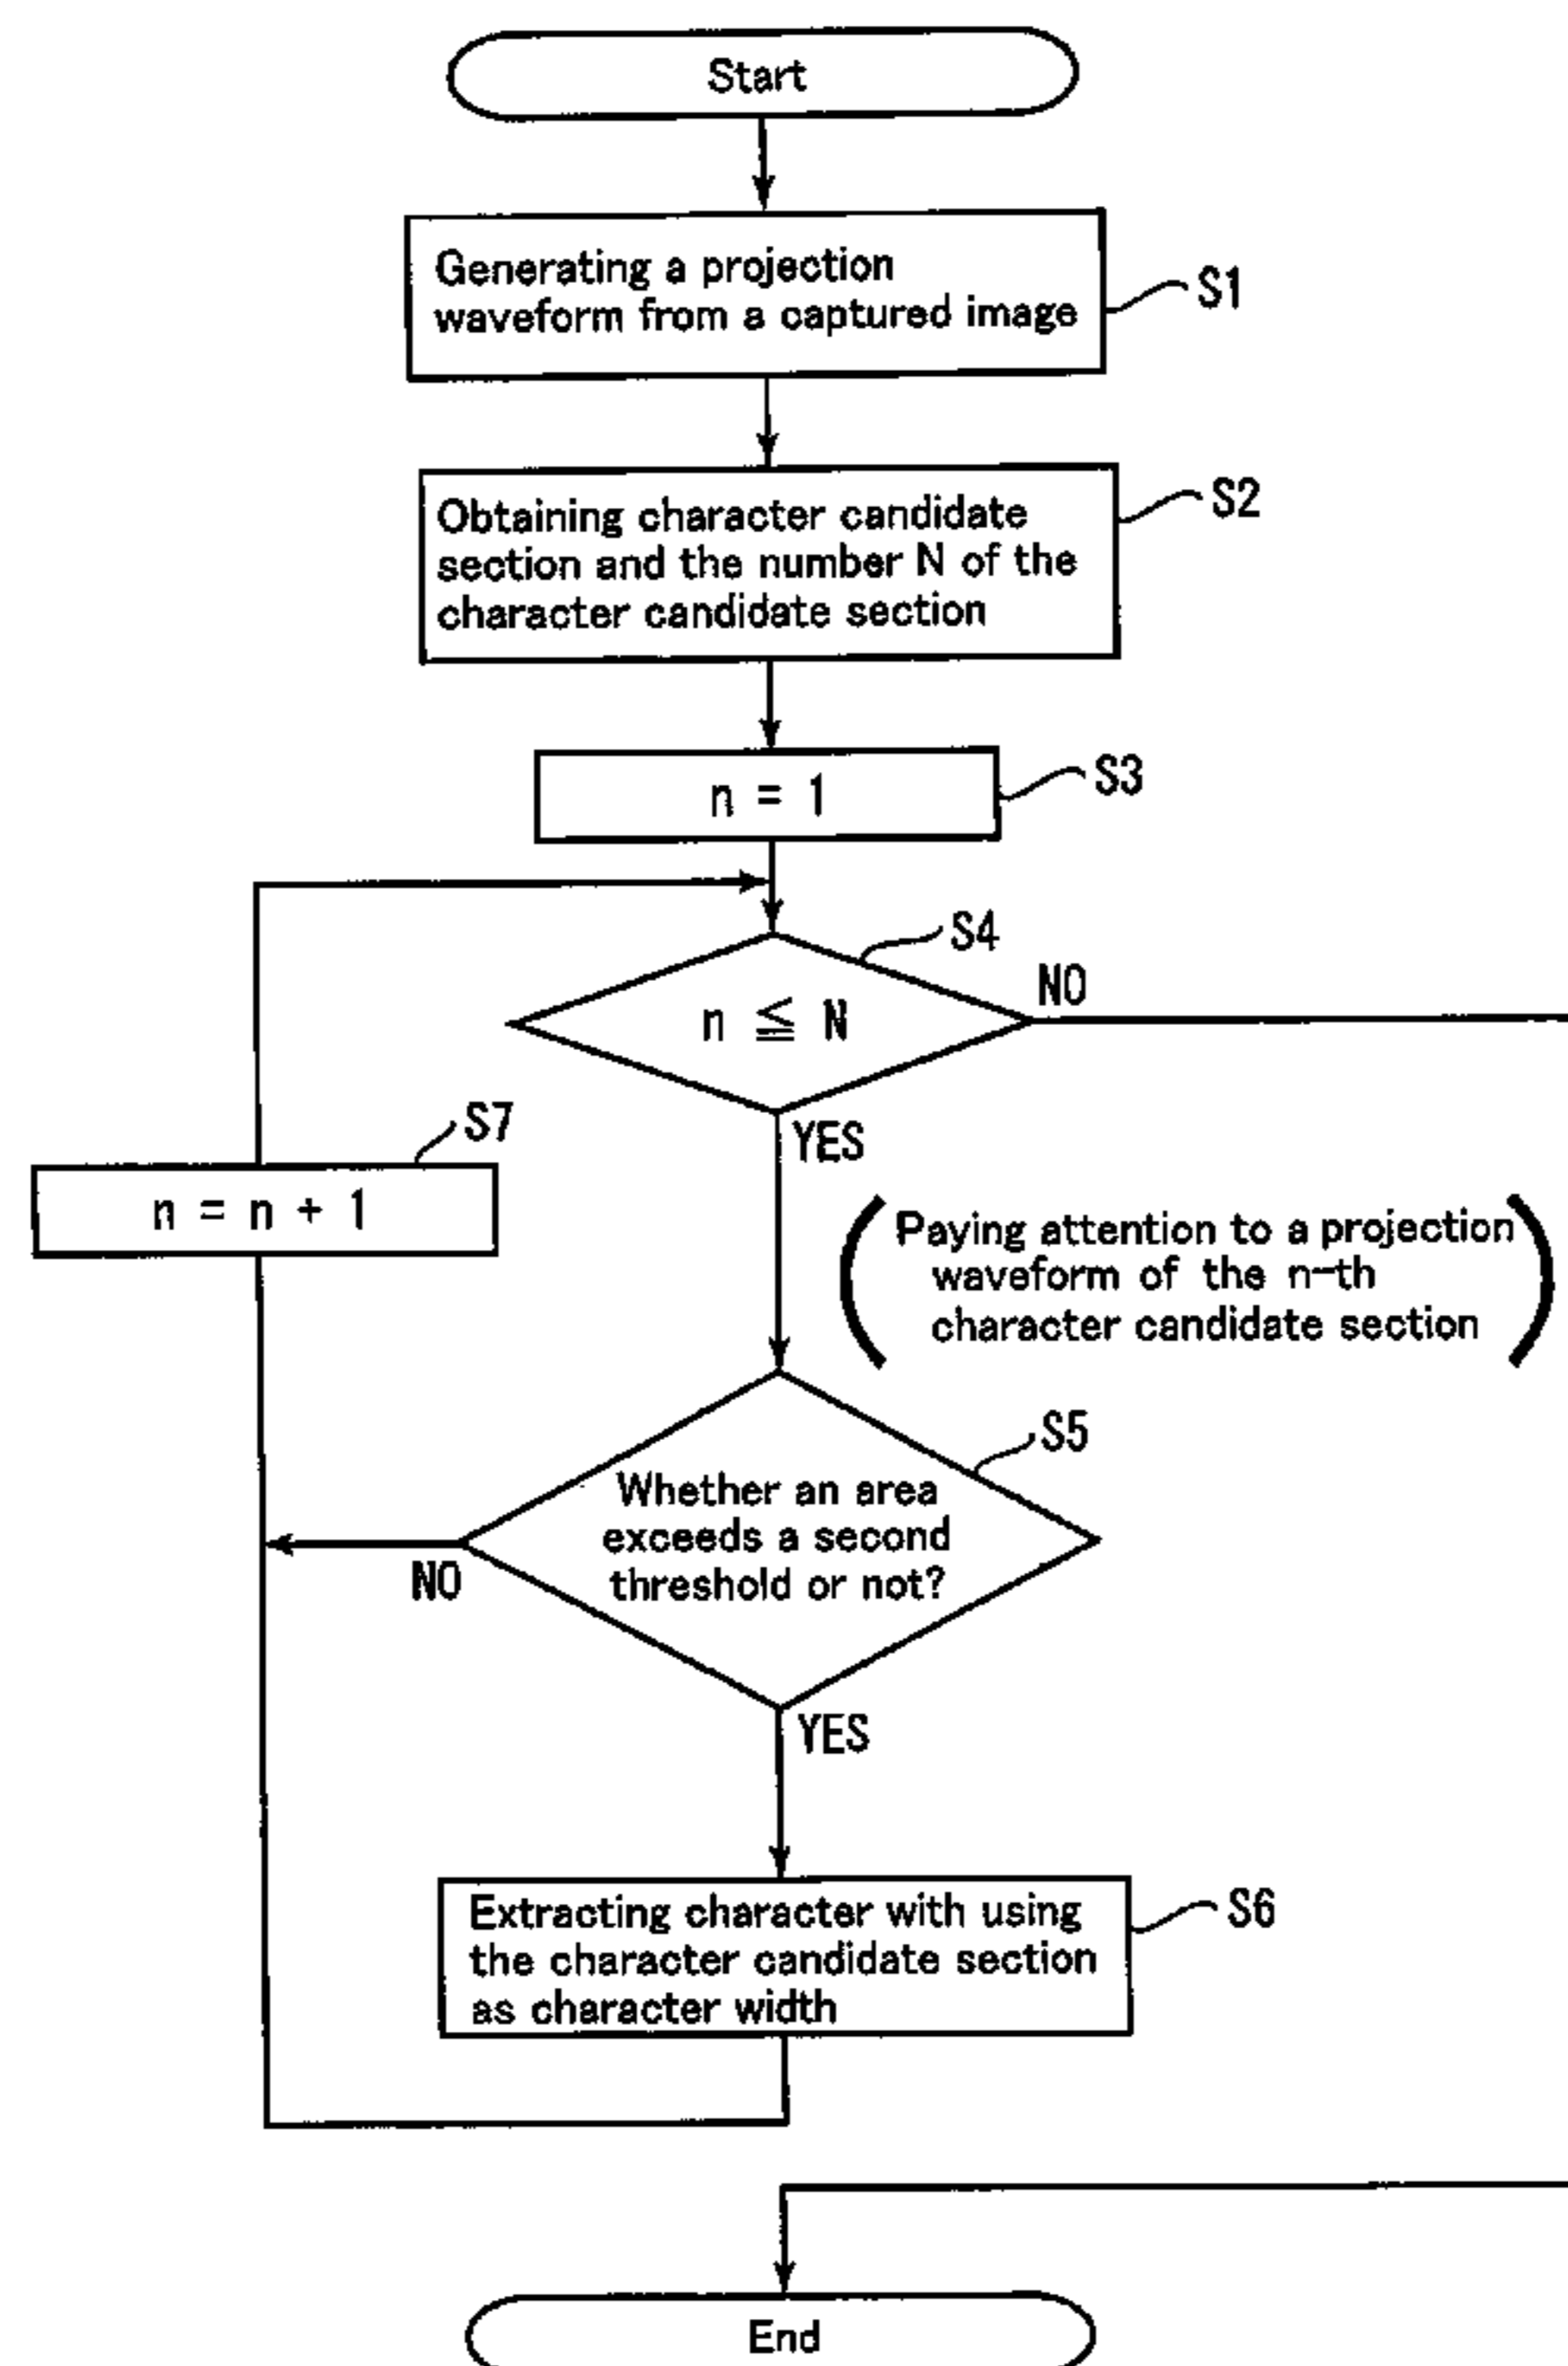 Start
Generating a projection
waveform from a captured image
S1
Obtaining character candidate
section and the number N of the
character candidate section
S2
n = 1
S3
S4
n ≦ N
NO
YES
S7
n = n + 1
Paying attention to a projection
waveform of the n-th
character candidate section
S5
Whether an area
exceeds a second
threshold or not?
NO
YES
Extracting character with using
the character candidate section
as character width
S6
End